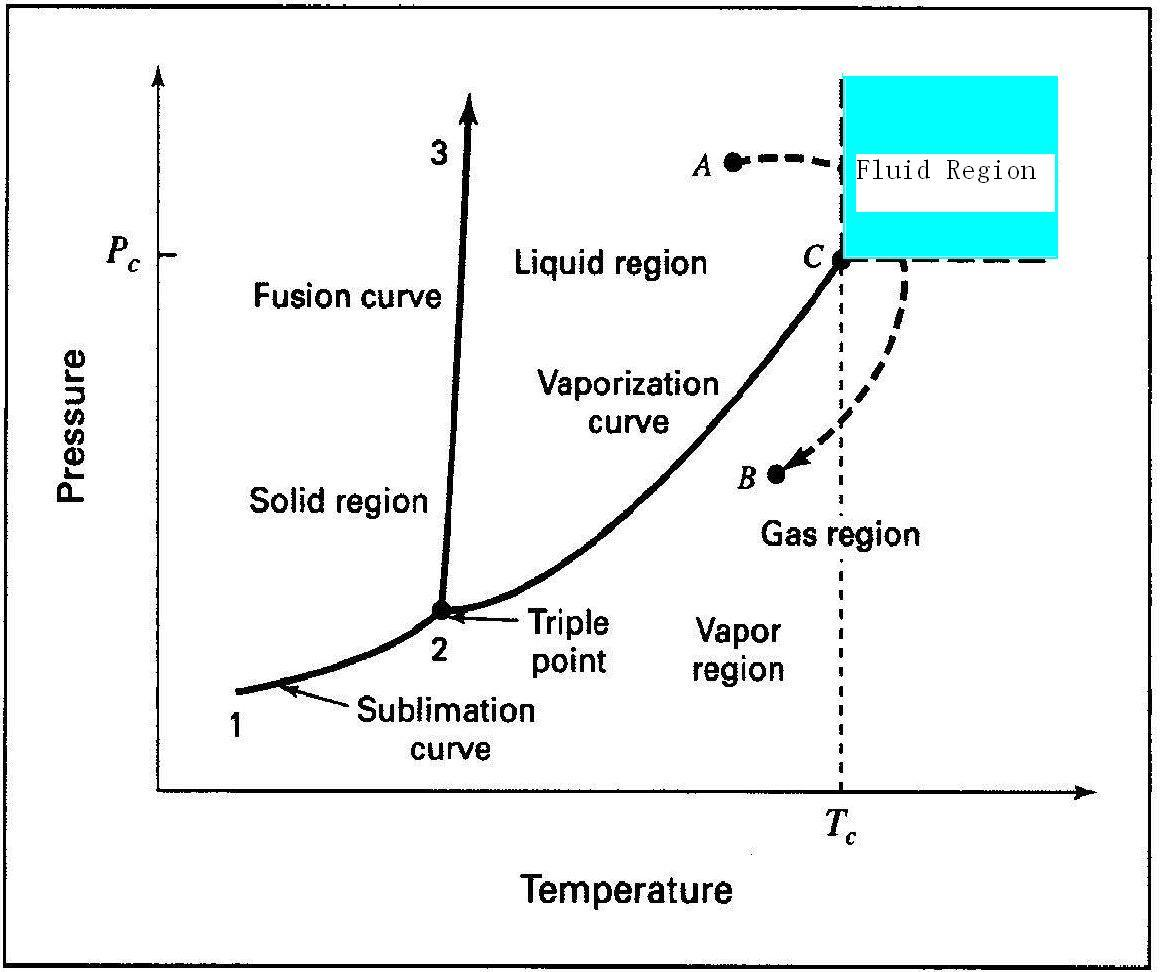 3
A
Fluid Region
P_c
C
Liquid region
Fusion curve
Vaporization
curve
Pressure
B
Solid region
Gas region
Triple
point
2
Vapor
region
1
Sublimation
curve
T_c
Temperature